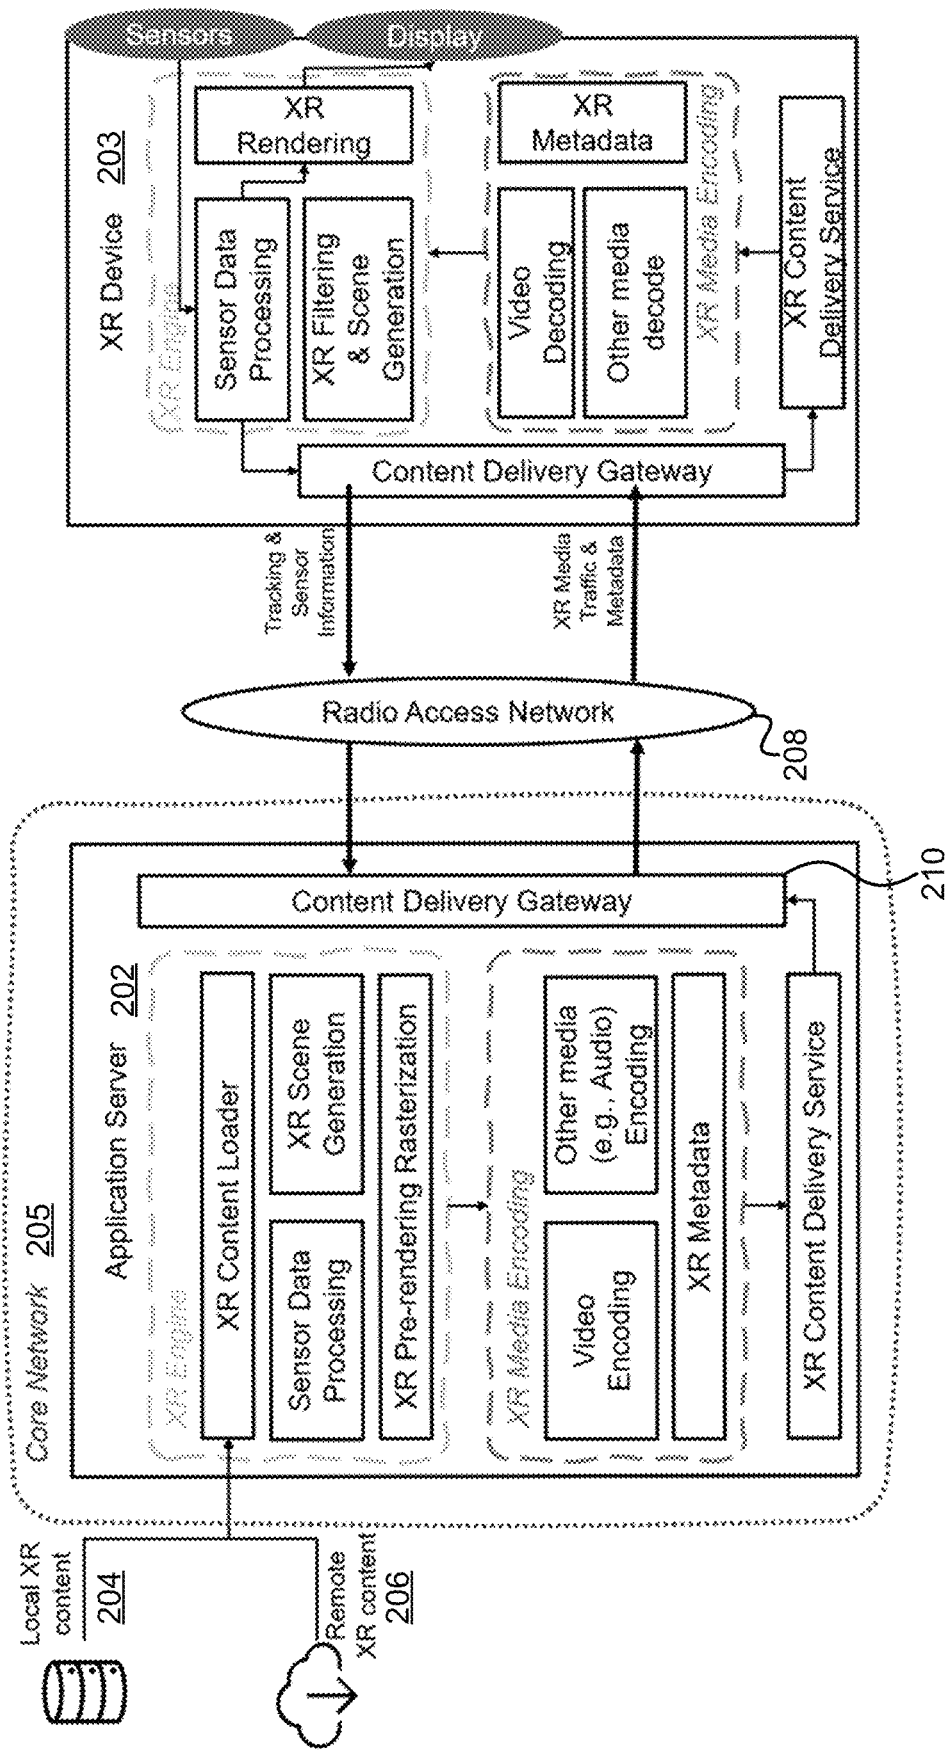 Local XR
content
204
Remote
XR content
206
Core Network 205
Application Server 202
XR Engine
XR Content Loader
Sensor Data
Processing
XR Scene
Generation
XR Pre-rendering Rasterization
XR Media Encoding
Video
Encoding
Other media
(e.g., Audio)
Encoding
XR Metadata
XR Content Delivery Service
Content Delivery Gateway
210
Radio Access Network
208
Tracking &
Sensor
Information
XR Media
Traffic &
Metadata
XR Device 203
Sensors
Display
Content Delivery Gateway
XR Engine
Sensor Data
Processing
XR
Rendering
XR Filtering
& Scene
Generation
Video
Decoding
XR
Metadata
Other media
decode
XR Media Encoding
XR Content
Delivery Service